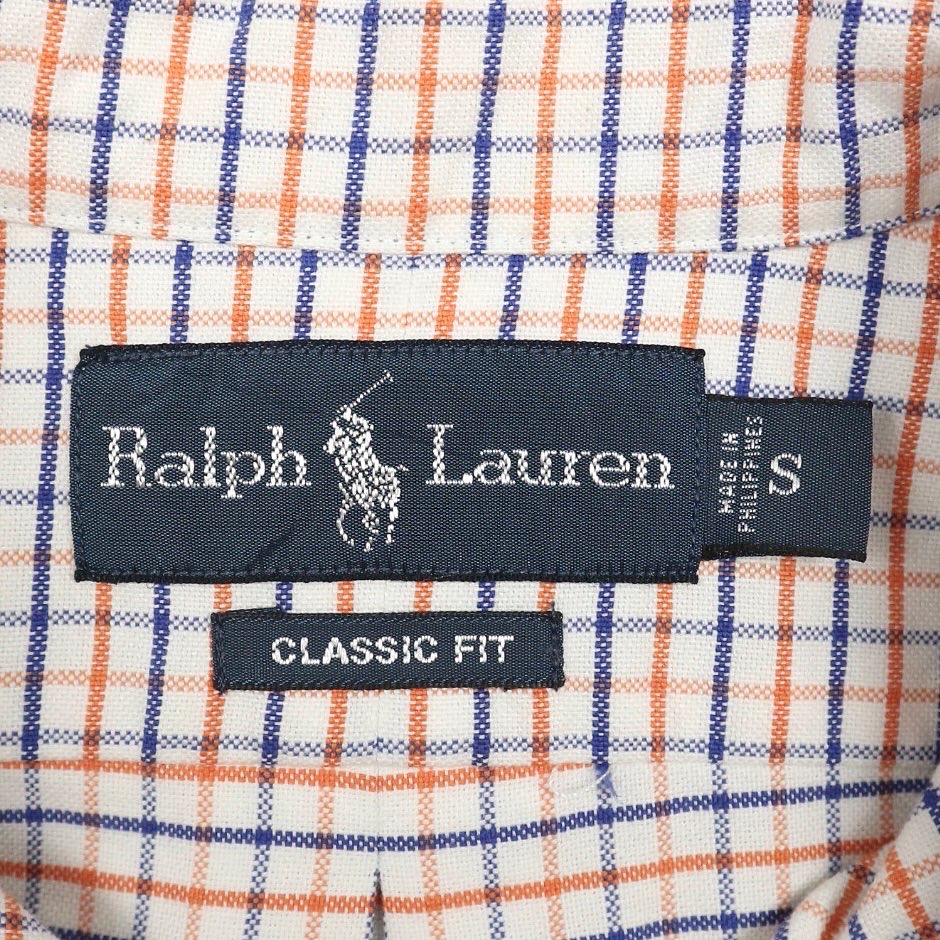 Ralph Lauren
MADE IN
PHILIPPINES
S
CLASSIC FIT